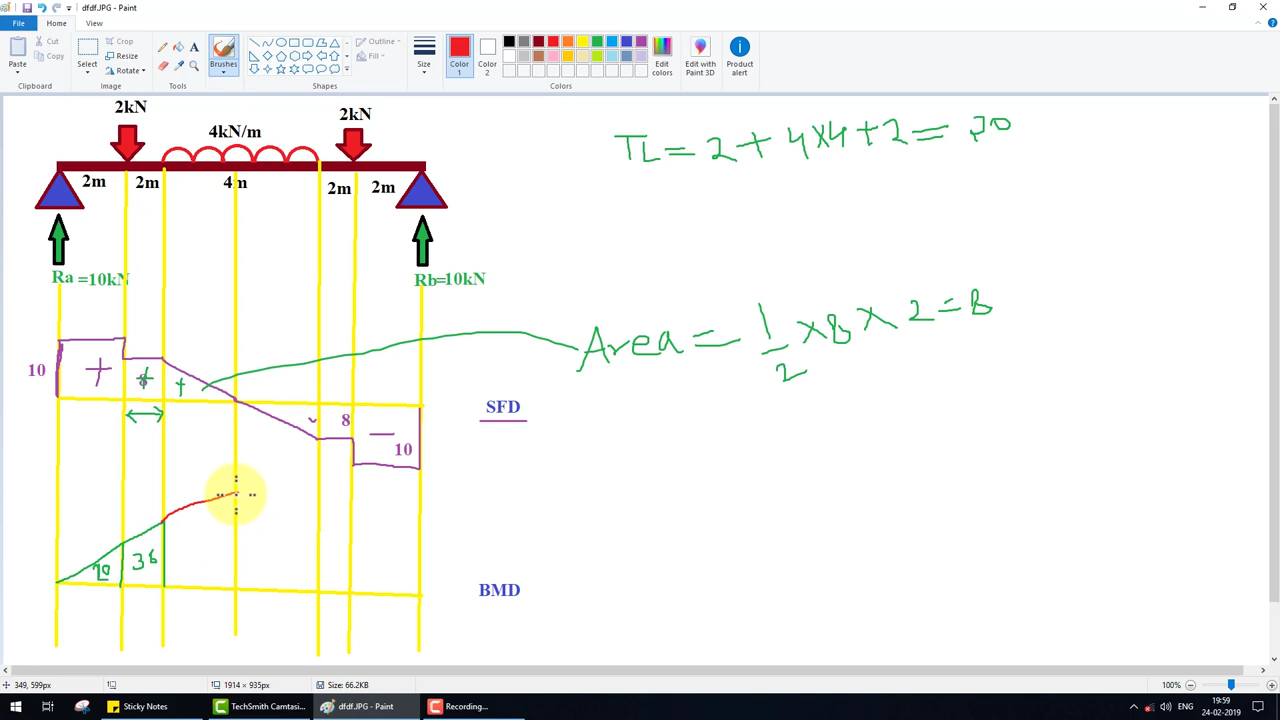 dfdf.JPG - Paint
File Home View
Paste Cut Copy Clipboard
Select Crop Resize Rotate Image
Tools
Brushes
Outline Fill Shapes
Size
Color 1 Color 2
Edit colors
Colors
Edit with Paint 3D
Product alert
2kN 4kN/m 2kN
TL = 2 + 4x4 + 2 = 20
2m 2m 4m 2m 2m
Ra =10kN Rb=10kN
Area = 1/2 x 8 x 2 = 8
10 + 8 + +
8 — 10
SFD
20 36
BMD
349, 599px 1914 × 935px Size: 66.2KB 100%
Sticky Notes TechSmith Camtasi... dfdf.JPG - Paint Recording...
19:59
24-02-2019